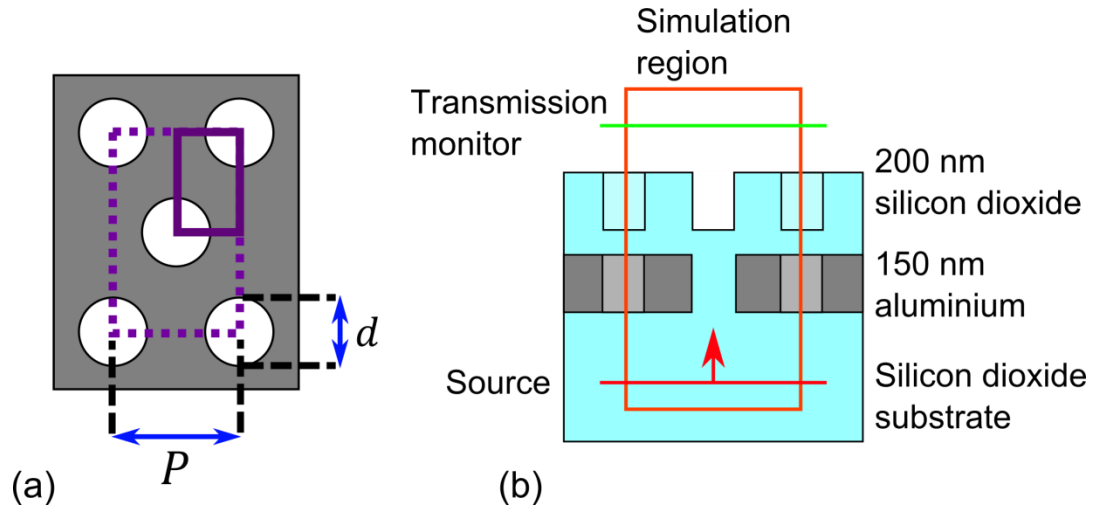 d
P
(a)
Simulation
region
Transmission
monitor
200 nm
silicon dioxide
150 nm
aluminium
Source
Silicon dioxide
substrate
(b)